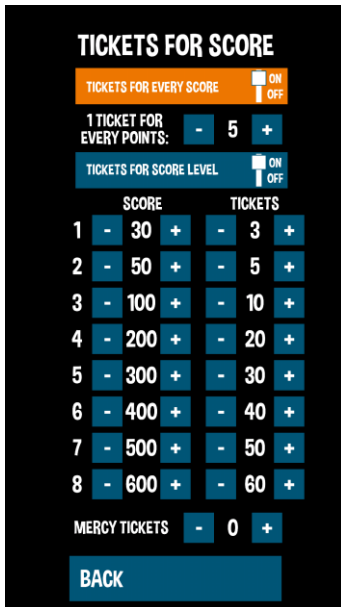 TICKETS FOR SCORE
TICKETS FOR EVERY SCORE ON OFF
1 TICKET FOR EVERY POINTS: - 5 +
TICKETS FOR SCORE LEVEL ON OFF
SCORE TICKETS
1 - 30 + - 3 +
2 - 50 + - 5 +
3 - 100 + - 10 +
4 - 200 + - 20 +
5 - 300 + - 30 +
6 - 400 + - 40 +
7 - 500 + - 50 +
8 - 600 + - 60 +
MERCY TICKETS - 0 +
BACK